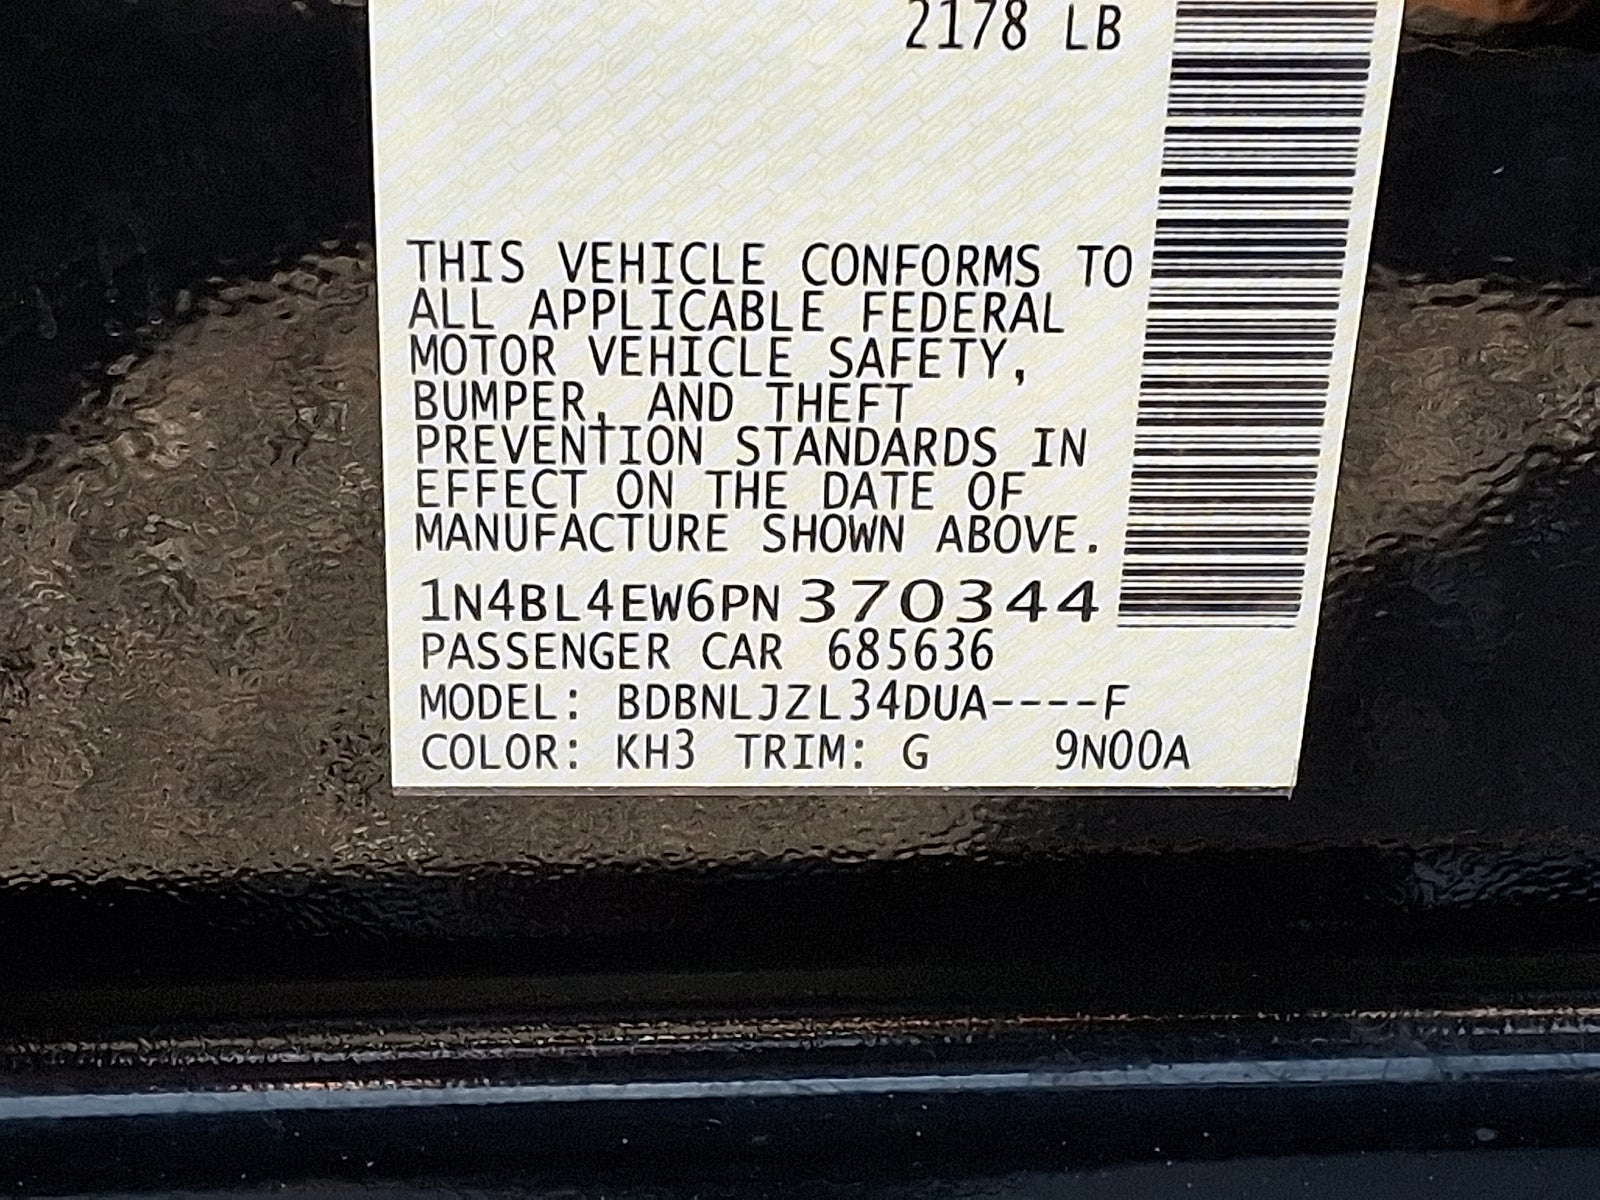 2178 LB
THIS VEHICLE CONFORMS TO
ALL APPLICABLE FEDERAL
MOTOR VEHICLE SAFETY,
BUMPER, AND THEFT
PREVENTION STANDARDS IN
EFFECT ON THE DATE OF
MANUFACTURE SHOWN ABOVE.
1N4BL4EW6PN370344
PASSENGER CAR 685636
MODEL: BDBNLJZL34DUA----F
COLOR: KH3 TRIM: G 9N00A